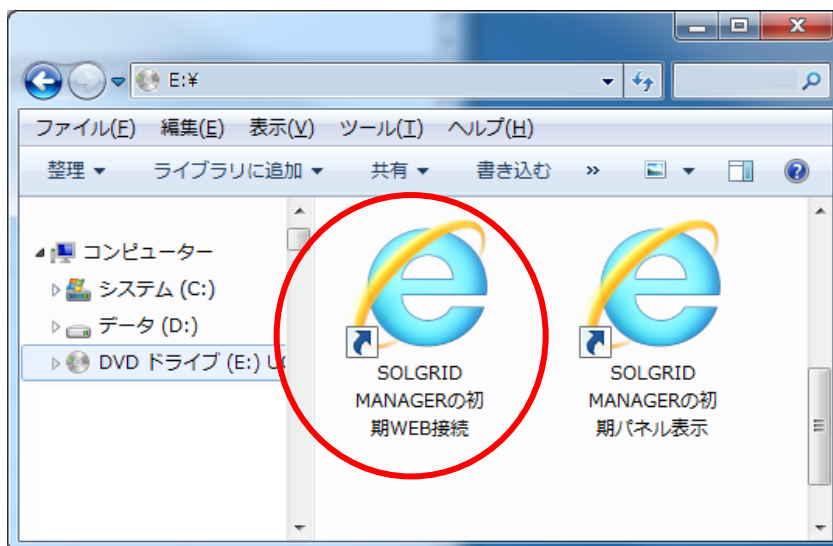 E:¥
ファイル(F) 編集(E) 表示(V) ツール(T) ヘルプ(H)
整理 ライブラリに追加 共有 書き込む »
コンピューター
システム (C:)
データ (D:)
DVD ドライブ (E:)
SOLGRID
MANAGERの初
期WEB接続
SOLGRID
MANAGERの初
期パネル表示